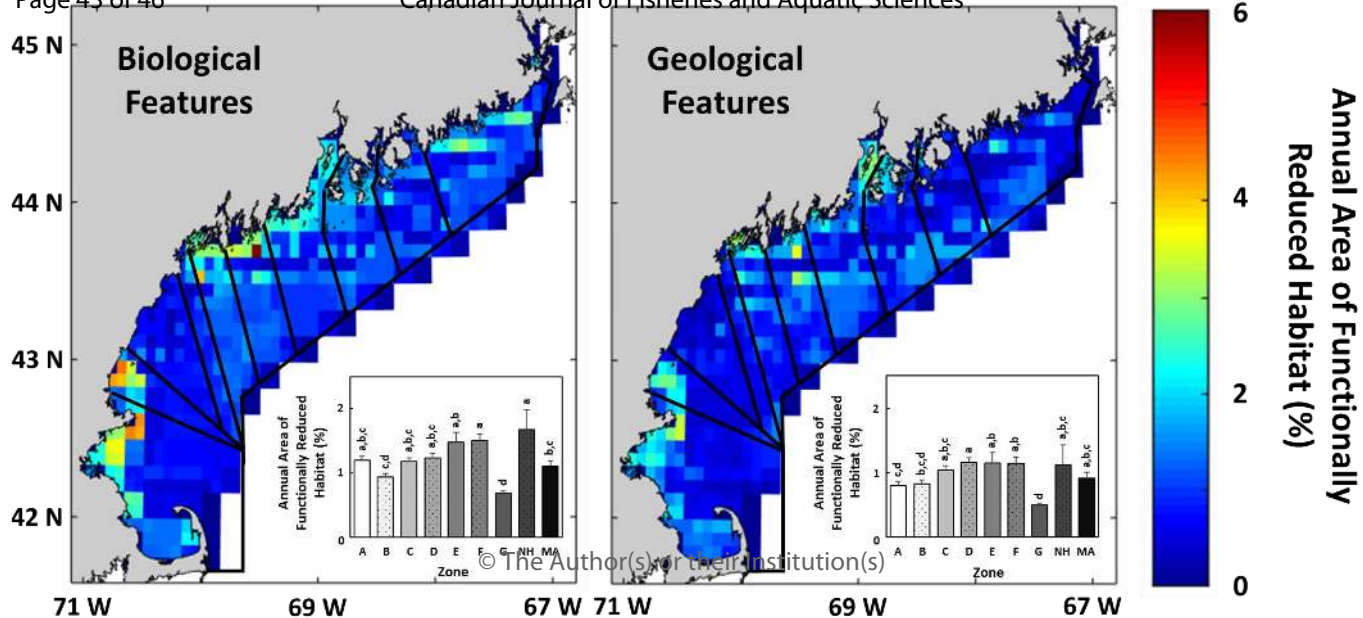 Page 43 of 46
Canadian Journal of Fisheries and Aquatic Sciences
45 N
44 N
43 N
42 N
Biological
Features
Annual Area of
Functionally Reduced
Habitat (%)
2
1
0
a,b,c
c,d
a,b,c
a,b,c
a,b
a
d
a
b,c
A B C D E F G NH MA
Zone
71 W 69 W 67 W
Geological
Features
Annual Area of
Functionally Reduced
Habitat (%)
2
1
0
c,d
b,c,d
a,b,c
a
a,b
a,b
d
a,b,c
a,b,c
A B C D E F G NH MA
Zone
71 W 69 W 67 W
6
4
2
0
Annual Area of Functionally
Reduced Habitat (%)
© The Author(s) or their Institution(s)